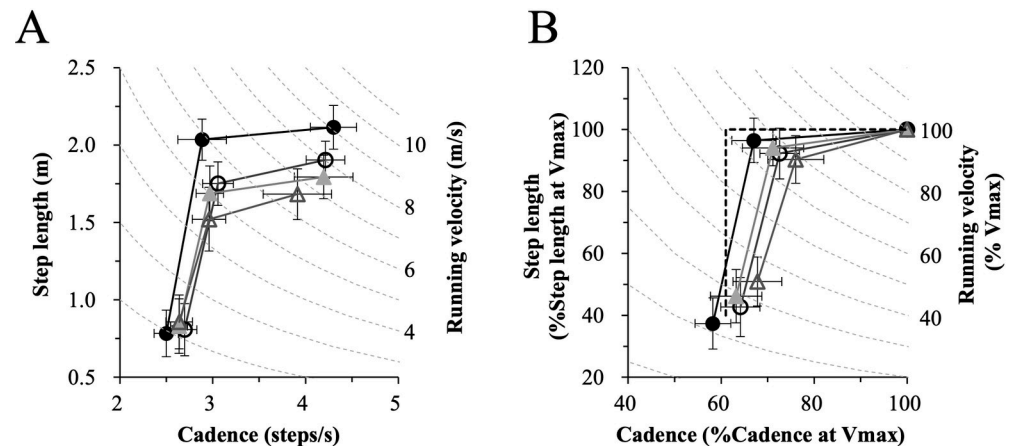 A
B
2.5
2.0
1.5
1.0
0.5
Step length (m)
2
3
4
5
Cadence (steps/s)
10
8
6
4
Running velocity (m/s)
120
100
80
60
40
20
Step length
(%Step length at Vmax)
40
60
80
100
Cadence (%Cadence at Vmax)
100
80
60
40
Running velocity
(% Vmax)